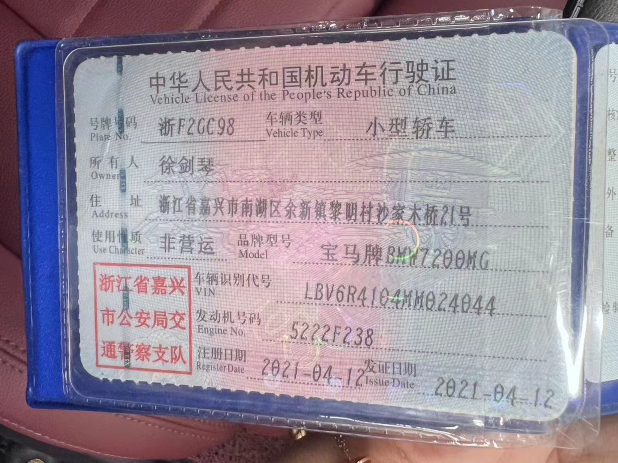 中华人民共和国机动车行驶证
Vehicle License of the People's Republic of China
号牌号码 浙F2GC98 车辆类型 小型轿车
Plate No. Vehicle Type
所有人 徐剑琴
Owner
住址 浙江省嘉兴市南湖区余新镇黎明村沙家木桥21号
Address
使用性质 非营运 品牌型号 宝马牌BMW7200MG
Use Character Model
浙江省嘉兴
市公安局交
通警察支队
车辆识别代号 LBV6R4104MM024044
VIN
发动机号码 5222F238
Engine No.
注册日期 2021-04-12 发证日期 2021-04-12
Register Date Issue Date
号
核
整
外
备